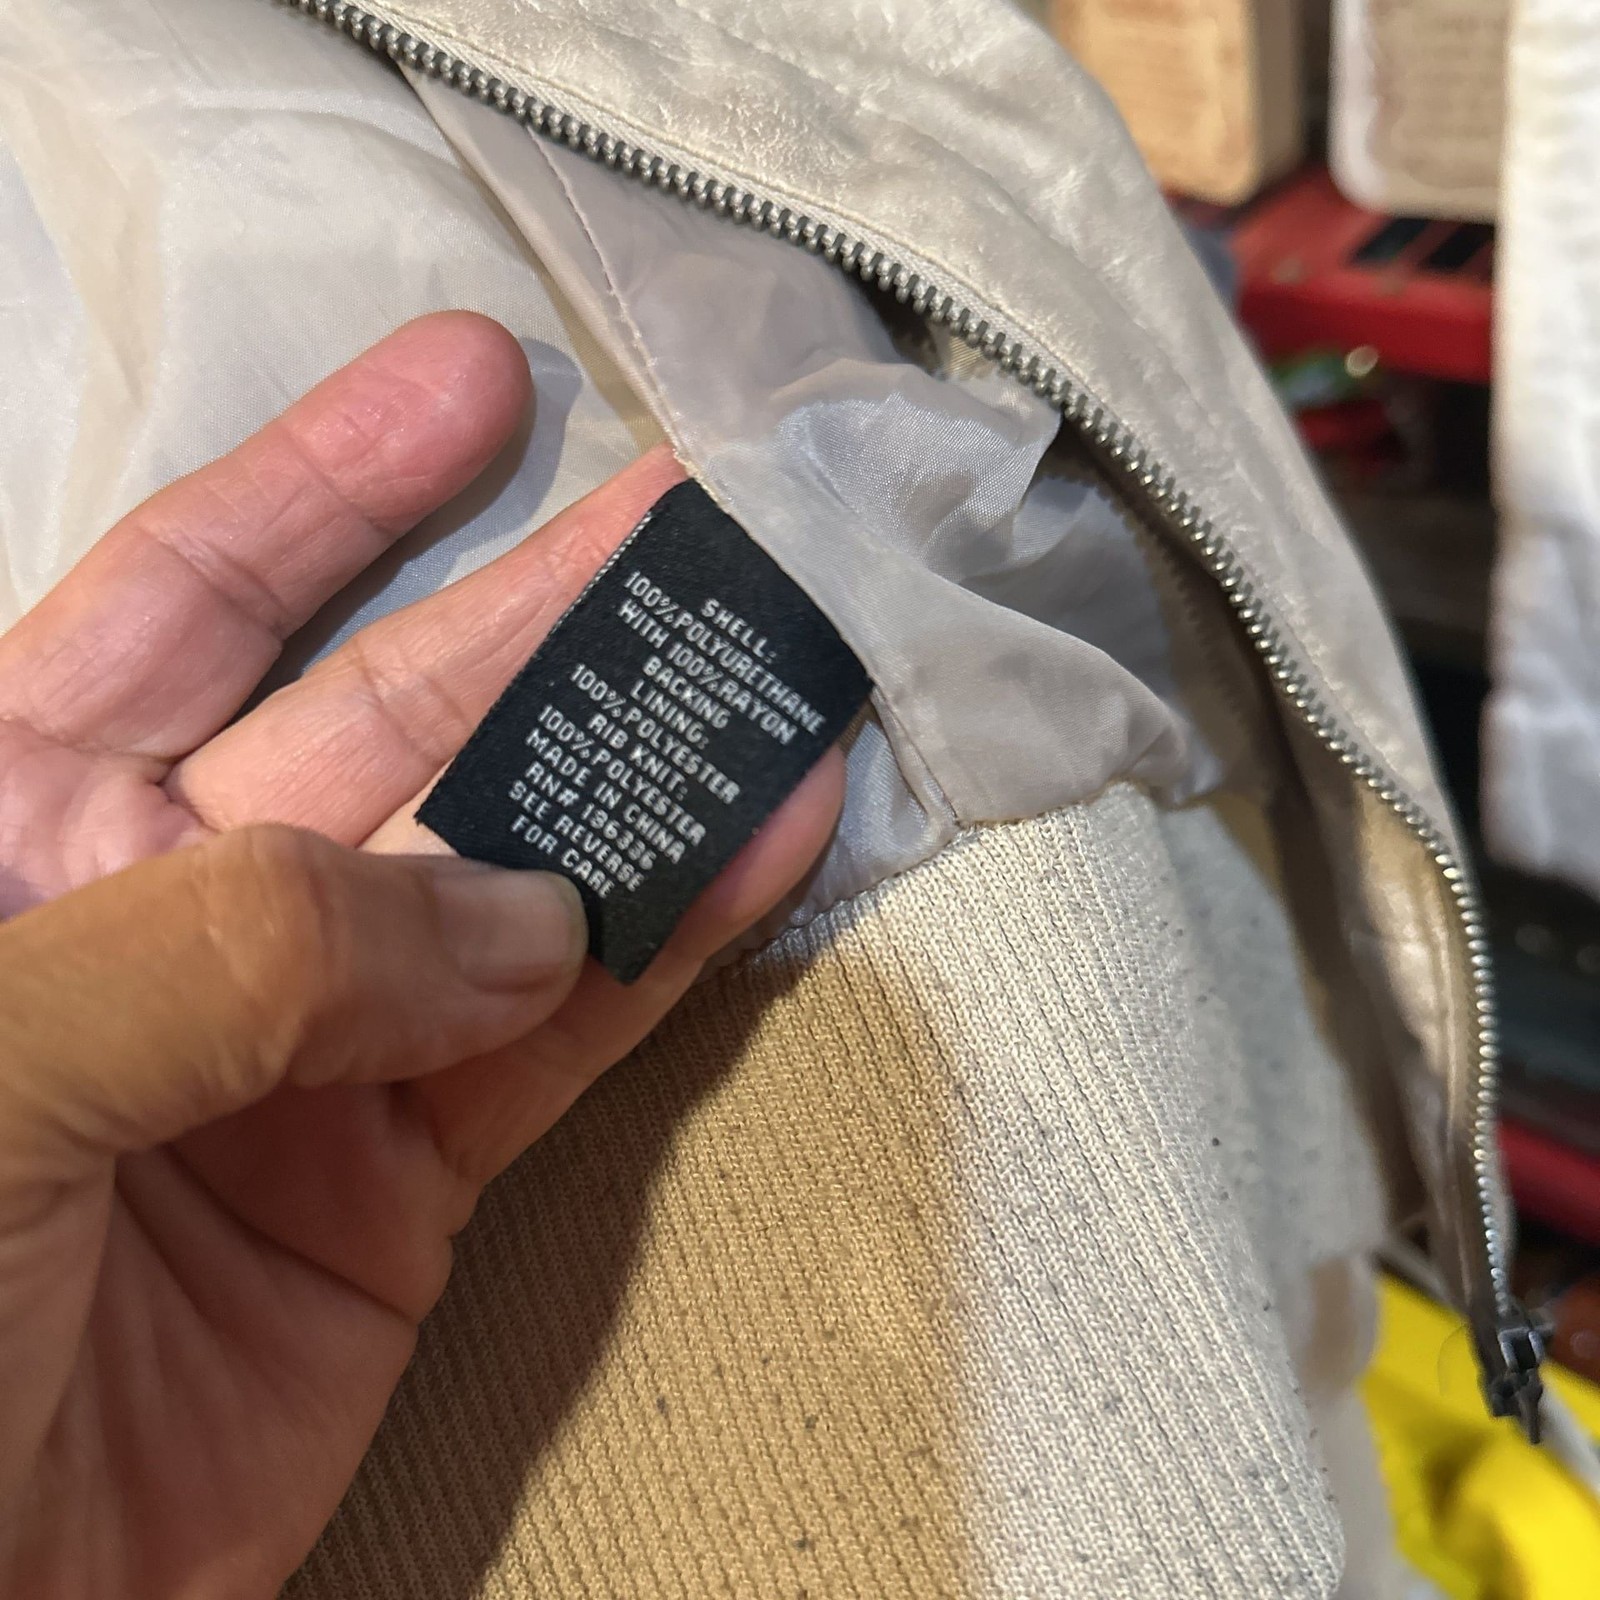 SHELL:
100%POLYURETHANE
WITH 100%RAYON
BACKING
LINING:
100%POLYESTER
RIB KNIT:
100%POLYESTER
MADE IN CHINA
RN# 136336
SEE REVERSE
FOR CARE